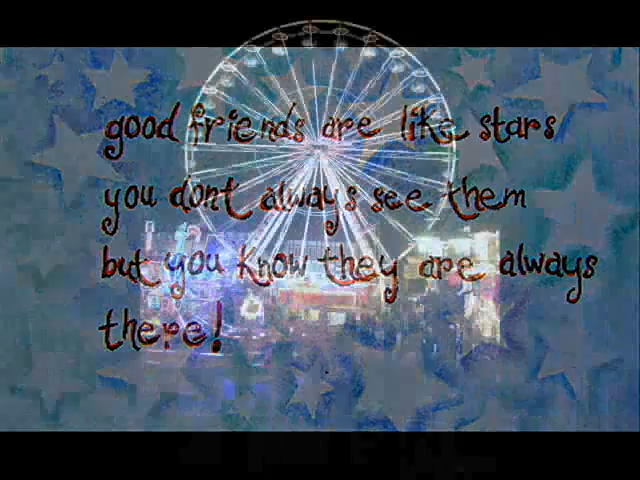 good friends are like stars
you dont always see them
but you know they are always
there!